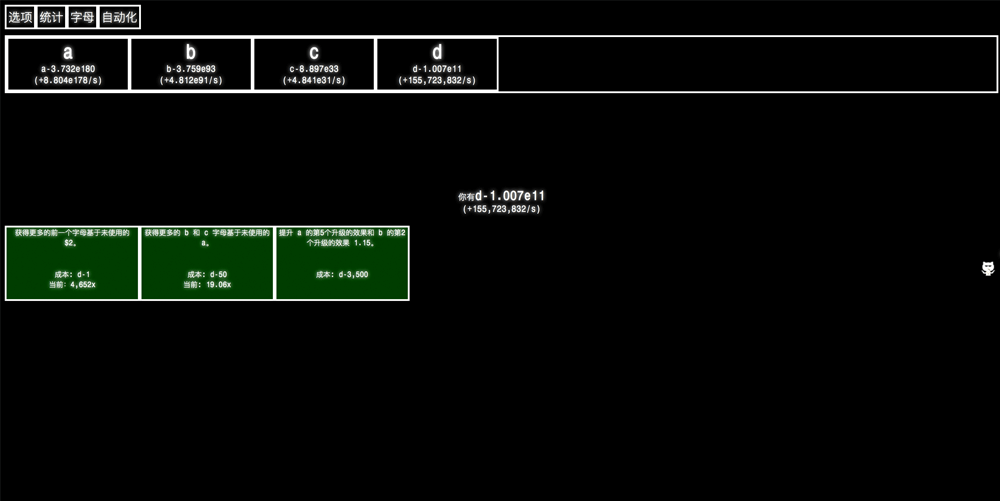 选项 统计 字母 自动化
a b c d
a-3.732e180 b-3.759e93 c-8.897e33 d-1.007e11
(+8.804e178/s) (+4.812e91/s) (+4.841e31/s) (+155,723,832/s)
你有d-1.007e11
(+155,723,832/s)
获得更多的前一个字母基于未使用的
$2。
成本: d-1
当前: 4,652x
获得更多的 b 和 c 字母基于未使用的
a。
成本: d-50
当前: 19.06x
提升 a 的第5个升级的效果和 b 的第2
个升级的效果 1.15。
成本: d-3,500